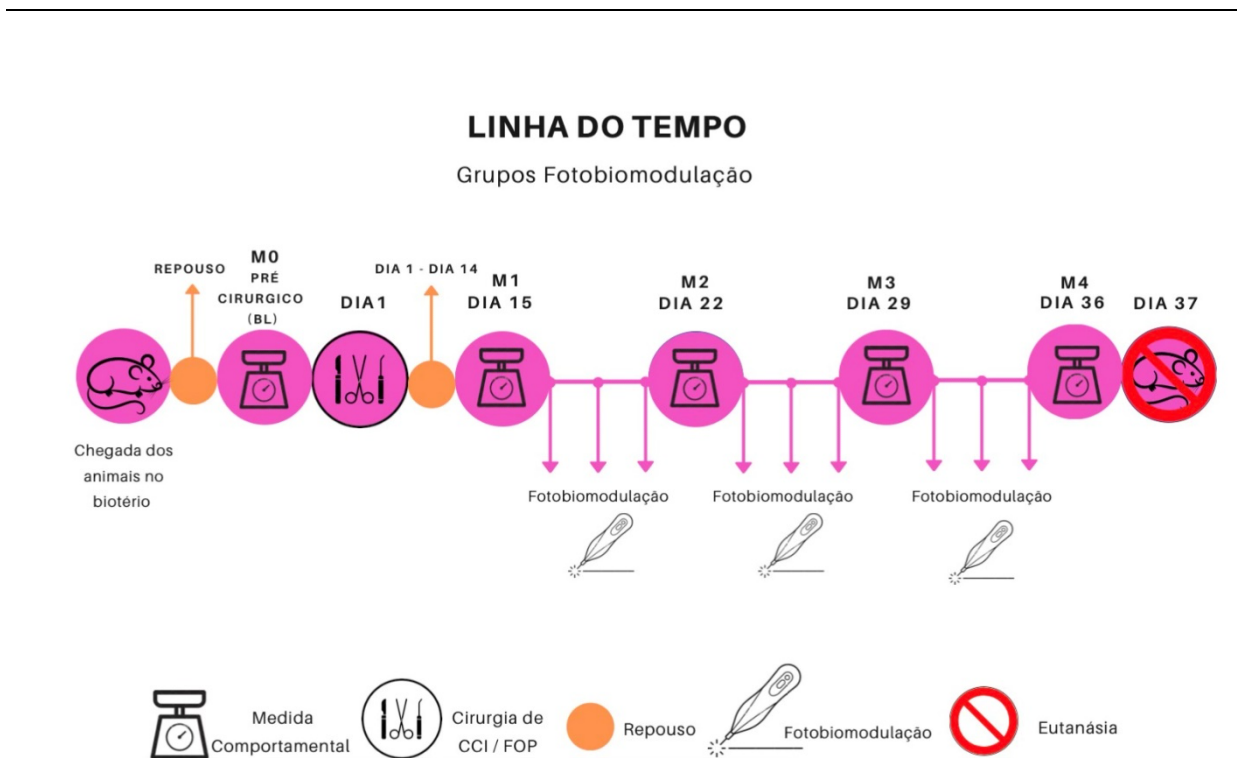 LINHA DO TEMPO
Grupos Fotobiomodulação
REPOUSO
M0
PRÉ
CIRURGICO
(BL)
DIA1
DIA 1 - DIA 14
M1
DIA 15
M2
DIA 22
M3
DIA 29
M4
DIA 36
DIA 37
Chegada dos
animais no
biotério
Fotobiomodulação
Fotobiomodulação
Fotobiomodulação
Medida
Comportamental
Cirurgia de
CCI / FOP
Repouso
Fotobiomodulação
Eutanásia